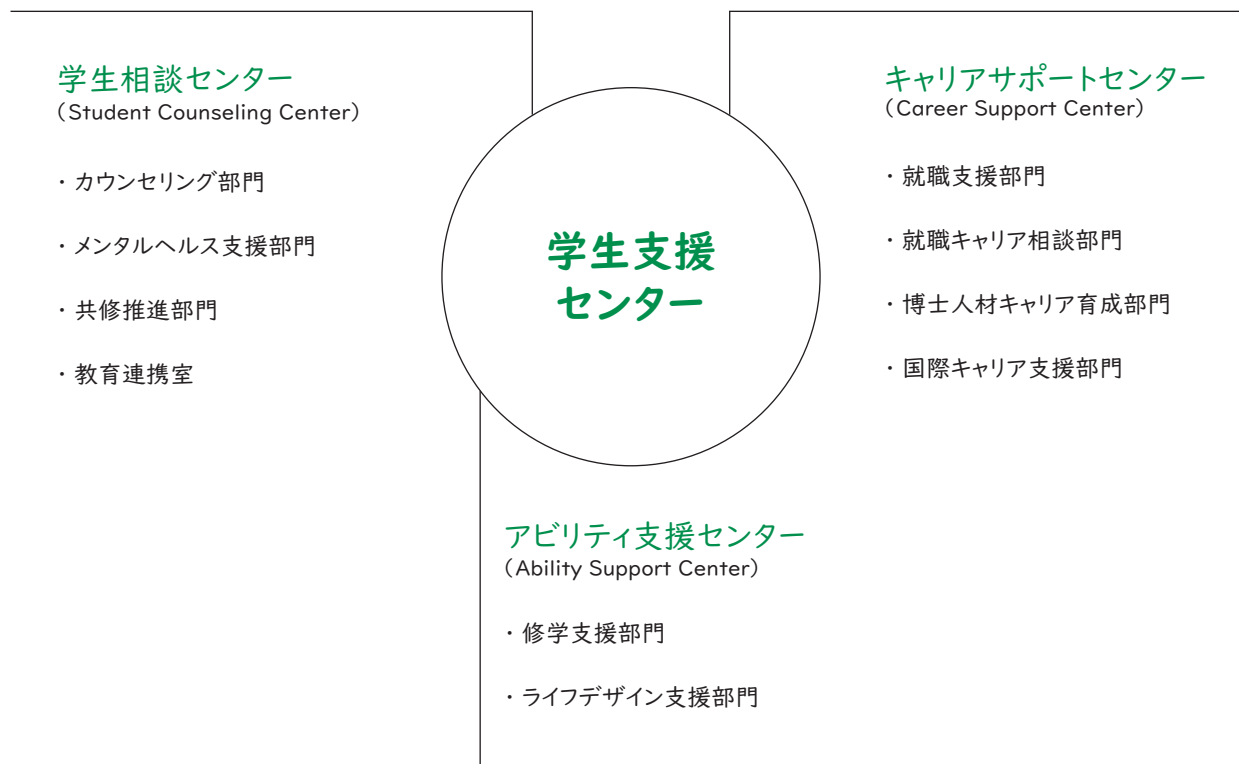 学生相談センター
(Student Counseling Center)
・カウンセリング部門
・メンタルヘルス支援部門
・共修推進部門
・教育連携室
学生支援
センター
キャリアサポートセンター
(Career Support Center)
・就職支援部門
・就職キャリア相談部門
・博士人材キャリア育成部門
・国際キャリア支援部門
アビリティ支援センター
(Ability Support Center)
・修学支援部門
・ライフデザイン支援部門